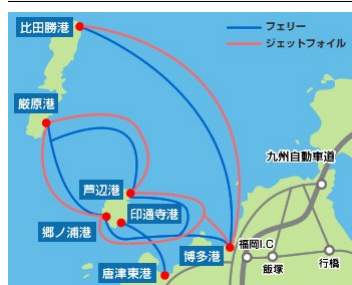 比田勝港
フェリー
ジェットフォイル
厳原港
九州自動車道
芦辺港
印通寺港
郷ノ浦港
福岡I.C
博多港
飯塚
行橋
唐津東港